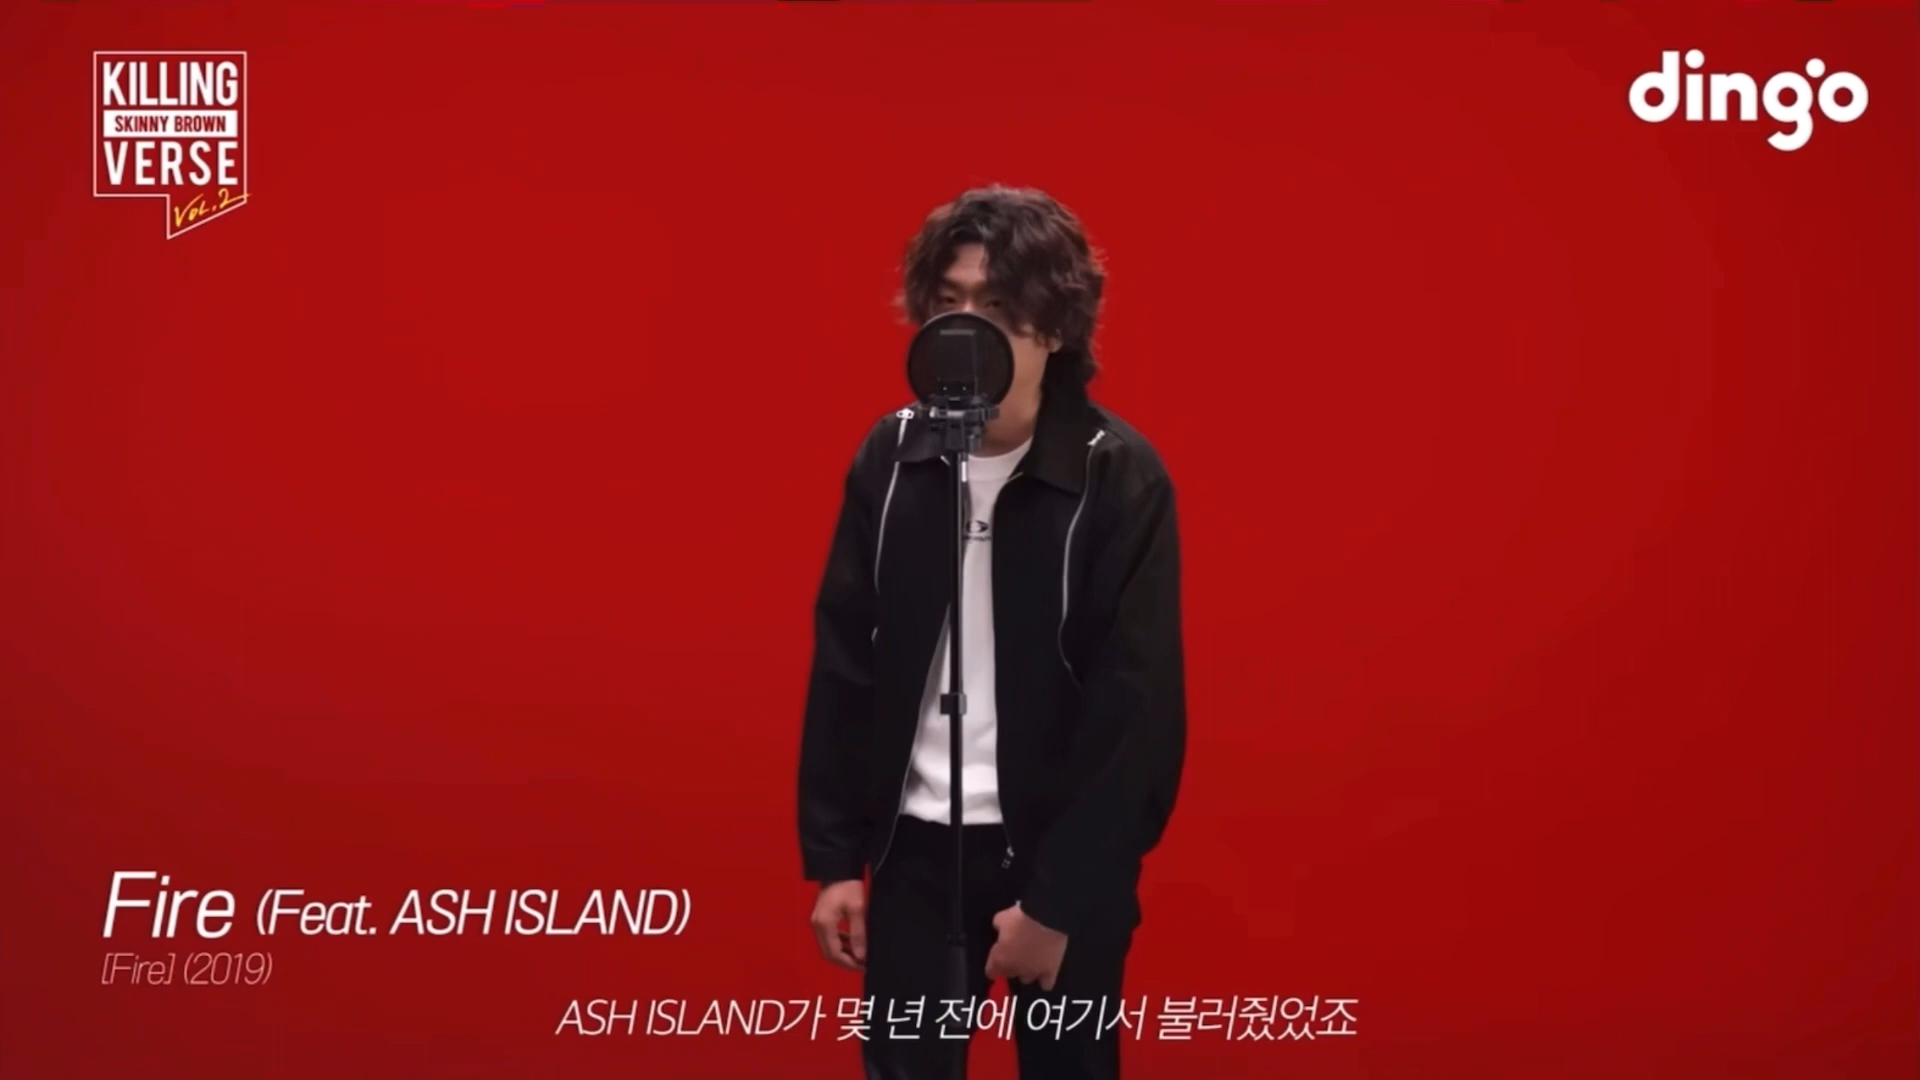 KILLING
SKINNY BROWN
VERSE
VOL.2
dingo
Fire (Feat. ASH ISLAND)
[Fire] (2019)
ASH ISLAND가 몇 년 전에 여기서 불러줬었죠